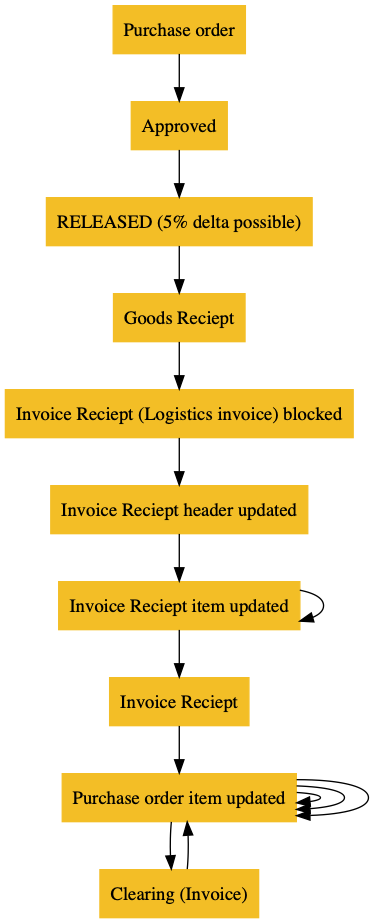 Purchase order
Approved
RELEASED (5% delta possible)
Goods Reciept
Invoice Reciept (Logistics invoice) blocked
Invoice Reciept header updated
Invoice Reciept item updated
Invoice Reciept
Purchase order item updated
Clearing (Invoice)